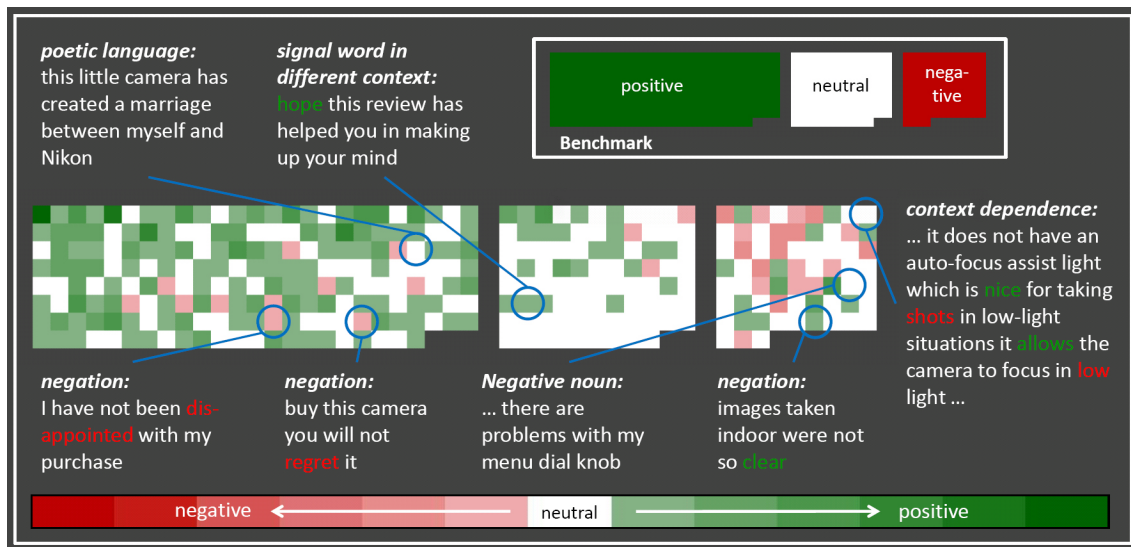 poetic language:
this little camera has
created a marriage
between myself and
Nikon
signal word in
different context:
hope this review has
helped you in making
up your mind
positive
neutral
nega-
tive
Benchmark
context dependence:
... it does not have an
auto-focus assist light
which is nice for taking
shots in low-light
situations it allows the
camera to focus in low
light ...
negation:
I have not been dis-
appointed with my
purchase
negation:
buy this camera
you will not
regret it
Negative noun:
... there are
problems with my
menu dial knob
negation:
images taken
indoor were not
so clear
negative
neutral
positive